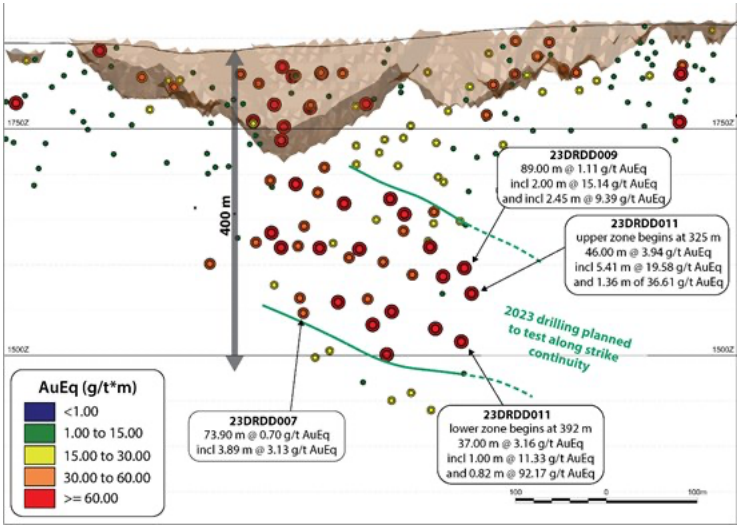 1750Z
400 m
23DRDD009
89.00 m @ 1.11 g/t AuEq
incl 2.00 m @ 15.14 g/t AuEq
and incl 2.45 m @ 9.39 g/t AuEq
23DRDD011
upper zone begins at 325 m
46.00 m @ 3.94 g/t AuEq
incl 5.41 m @ 19.58 g/t AuEq
and 1.36 m of 36.61 g/t AuEq
2023 drilling planned
to test along strike
continuity
1500Z
1500Z
AuEq (g/t*m)
<1.00
1.00 to 15.00
15.00 to 30.00
30.00 to 60.00
>= 60.00
23DRDD007
73.90 m @ 0.70 g/t AuEq
incl 3.89 m @ 3.13 g/t AuEq
23DRDD011
lower zone begins at 392 m
37.00 m @ 3.16 g/t AuEq
incl 1.00 m @ 11.33 g/t AuEq
and 0.82 m @ 92.17 g/t AuEq
100
0
100m